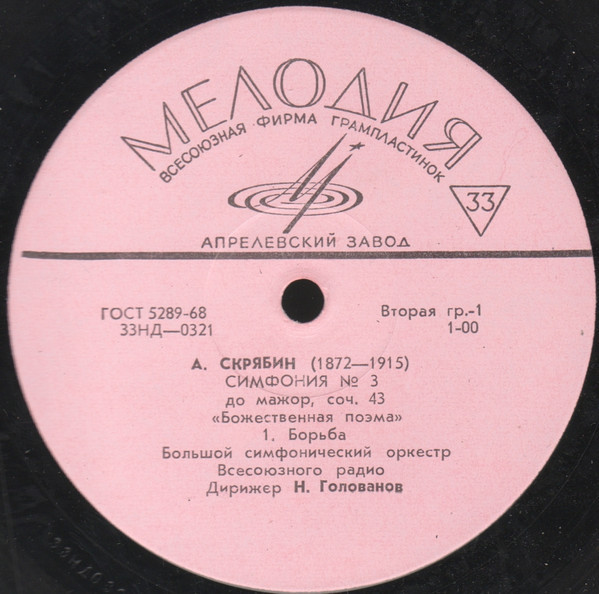 МЕЛОДИЯ
ВСЕСОЮЗНАЯ ФИРМА ГРАМПЛАСТИНОК
33
АПРЕЛЕВСКИЙ ЗАВОД
ГОСТ 5289-68
33НД—0321
Вторая гр.-1
1-00
А. СКРЯБИН (1872—1915)
СИМФОНИЯ № 3
до мажор, соч. 43
«Божественная поэма»
1. Борьба
Большой симфонический оркестр
Всесоюзного радио
Дирижер Н. Голованов